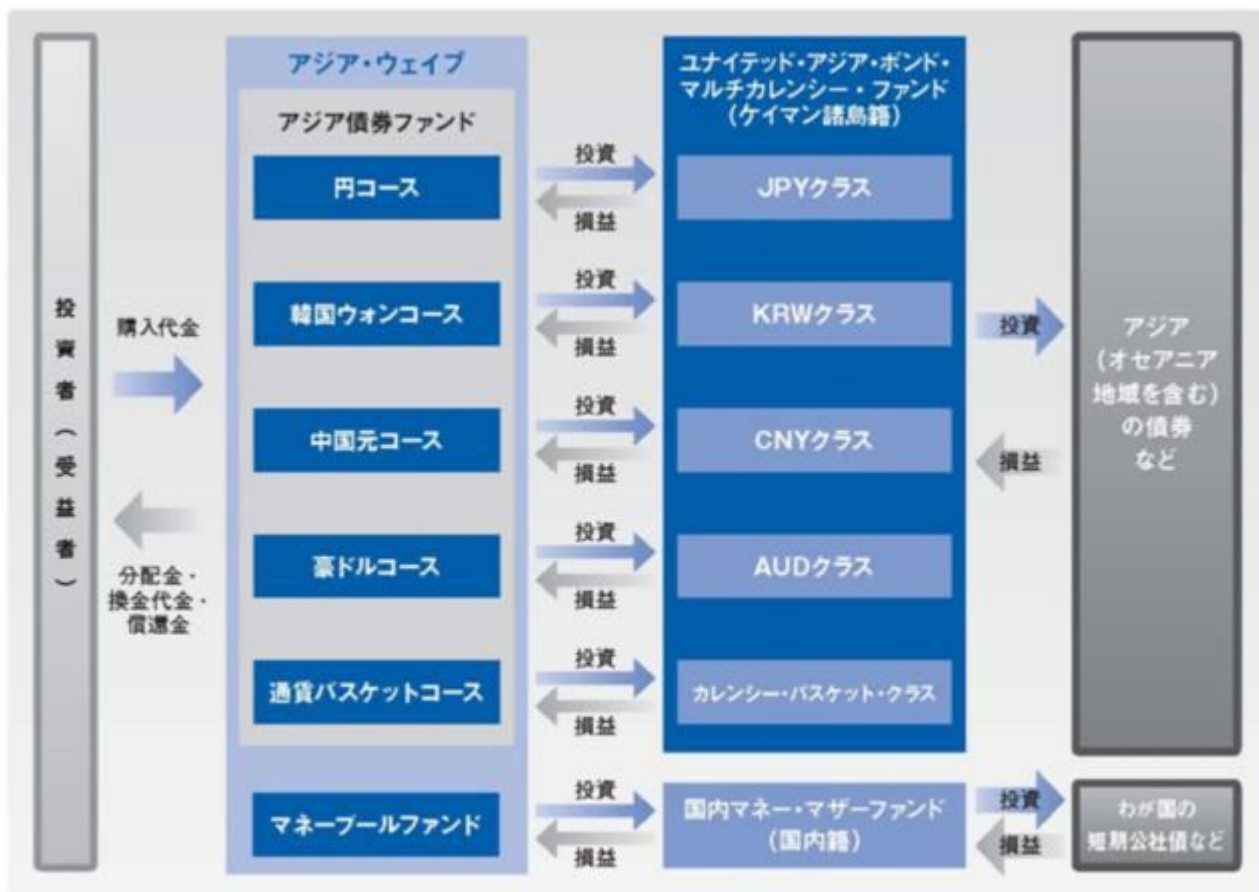 投資者（受益者）
購入代金
分配金・
換金代金・
償還金
アジア・ウェイブ
アジア債券ファンド
円コース
韓国ウォンコース
中国元コース
豪ドルコース
通貨バスケットコース
マネープールファンド
投資
損益
投資
損益
投資
損益
投資
損益
投資
損益
投資
損益
ユナイテッド・アジア・ボンド・
マルチカレンシー・ファンド
（ケイマン諸島籍）
JPYクラス
KRWクラス
CNYクラス
AUDクラス
カレンシー・バスケット・クラス
国内マネー・マザーファンド
（国内籍）
投資
損益
投資
損益
アジア
（オセアニア
地域を含む）
の債券
など
わが国の
短期公社債など